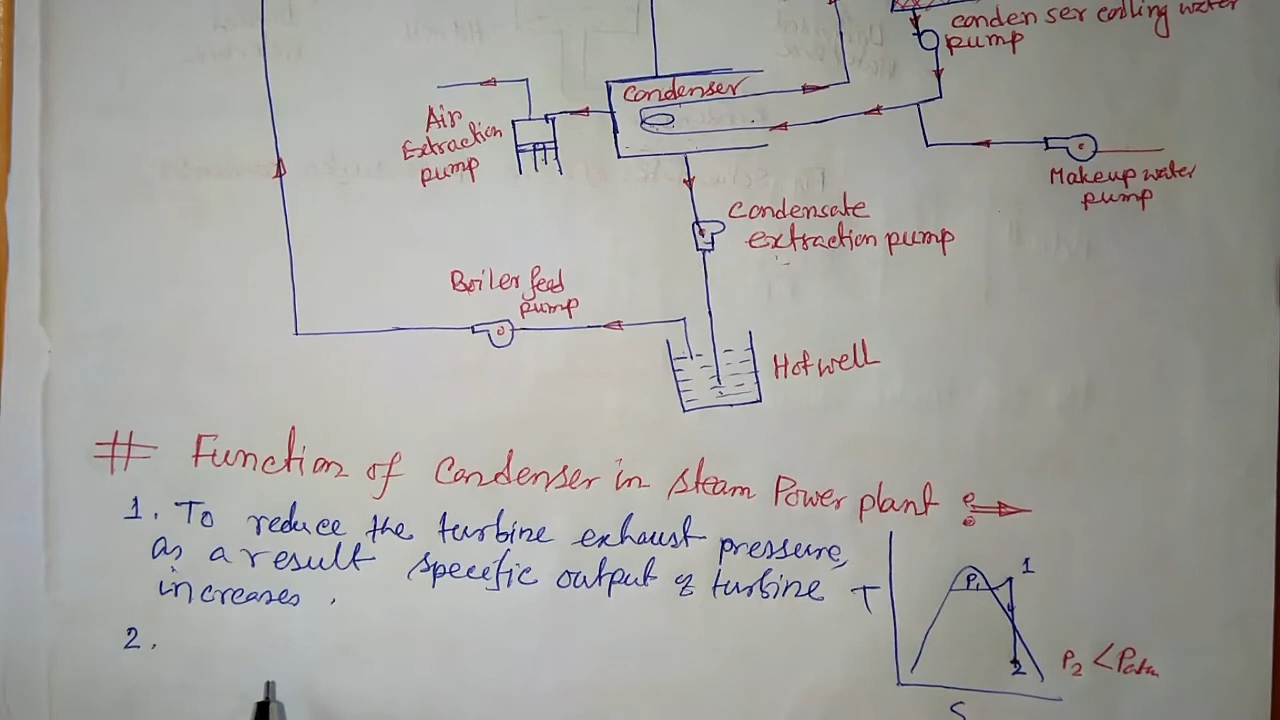 condenser cooling water
pump
Condenser
Air
Extraction
pump
Makeup water
pump
Condensate
extraction pump
Boiler feed
pump
Hot well
# Function of Condenser in steam Power plant :⇒
1. To reduce the turbine exhaust pressure,
as a result specific output of turbine
increases.
2.
T
P₁
1
2
P₂ < Patm
S